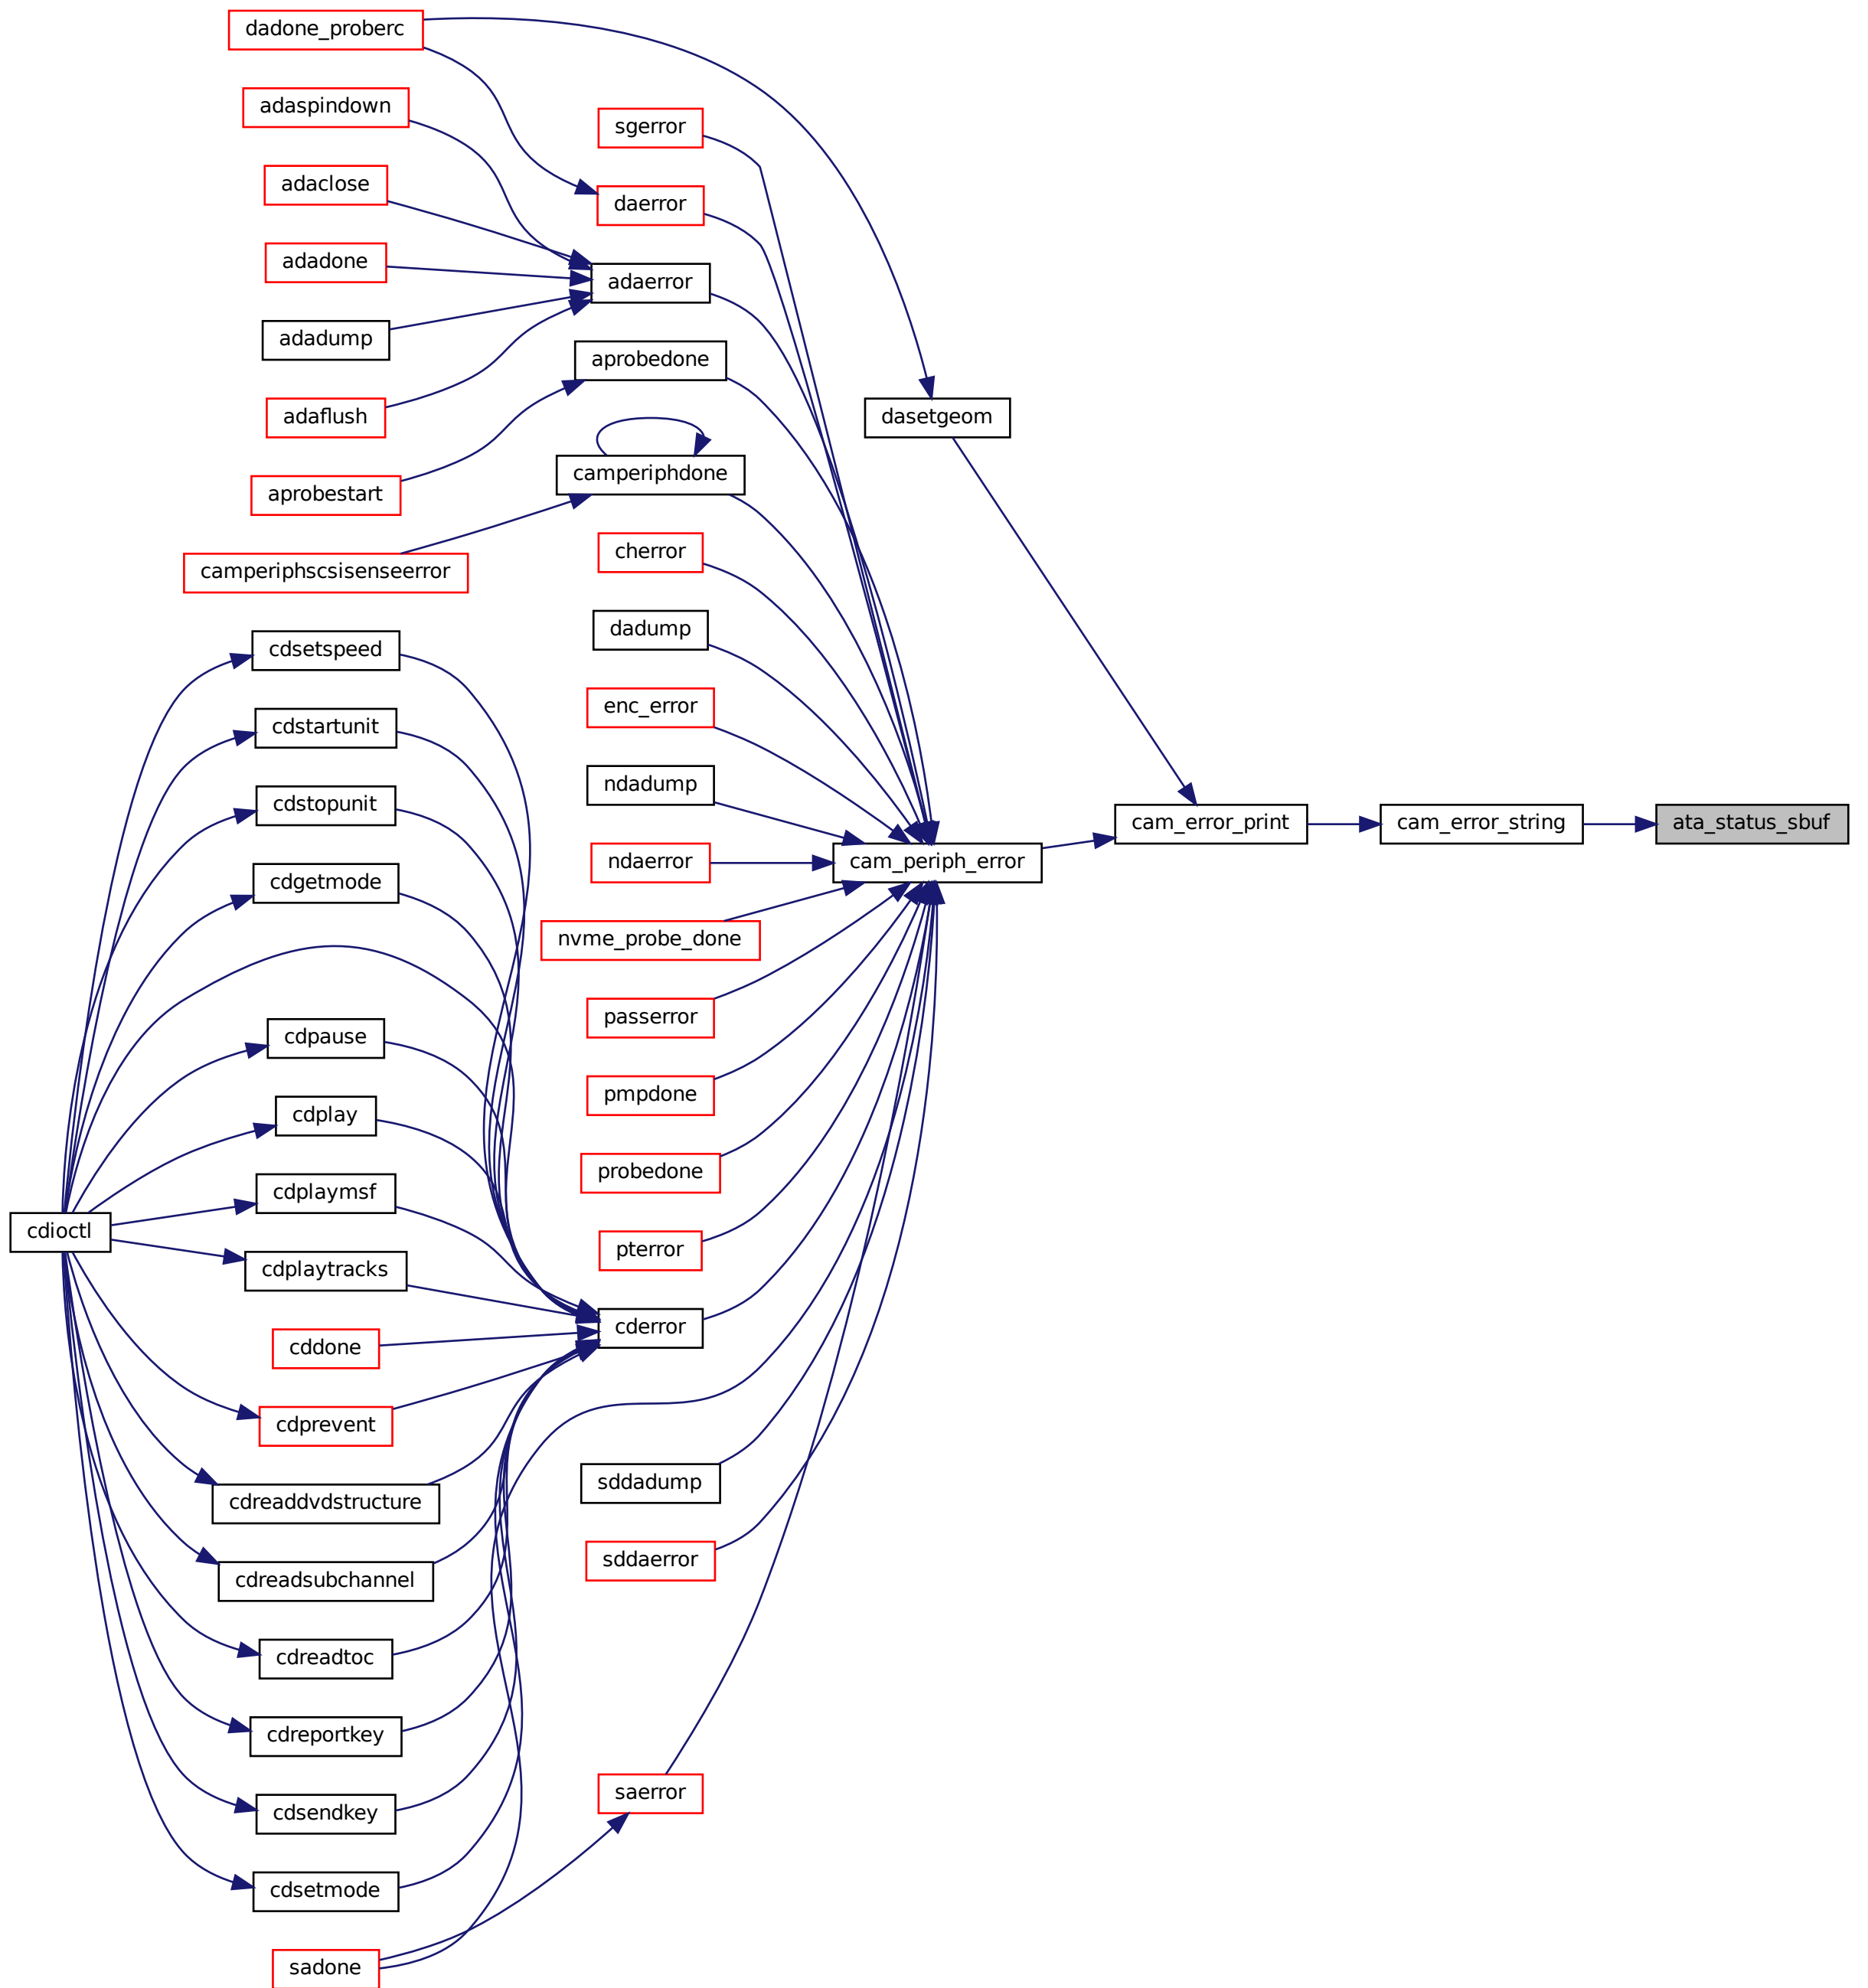 dadone_proberc
adaspindown
sgerror
adaclose
daerror
adadone
adaerror
adadump
aprobedone
adaflush
dasetgeom
camperiphdone
aprobestart
cherror
camperiphscsisenseerror
dadump
cdsetspeed
enc_error
cdstartunit
ndadump
cdstopunit
cam_error_print
cam_error_string
ata_status_sbuf
ndaerror
cam_periph_error
cdgetmode
nvme_probe_done
passerror
cdpause
pmpdone
cdplay
probedone
cdplaymsf
cdioctl
pterror
cdplaytracks
cderror
cddone
cdprevent
sddadump
cdreaddvdstructure
sddaerror
cdreadsubchannel
cdreadtoc
cdreportkey
saerror
cdsendkey
cdsetmode
sadone